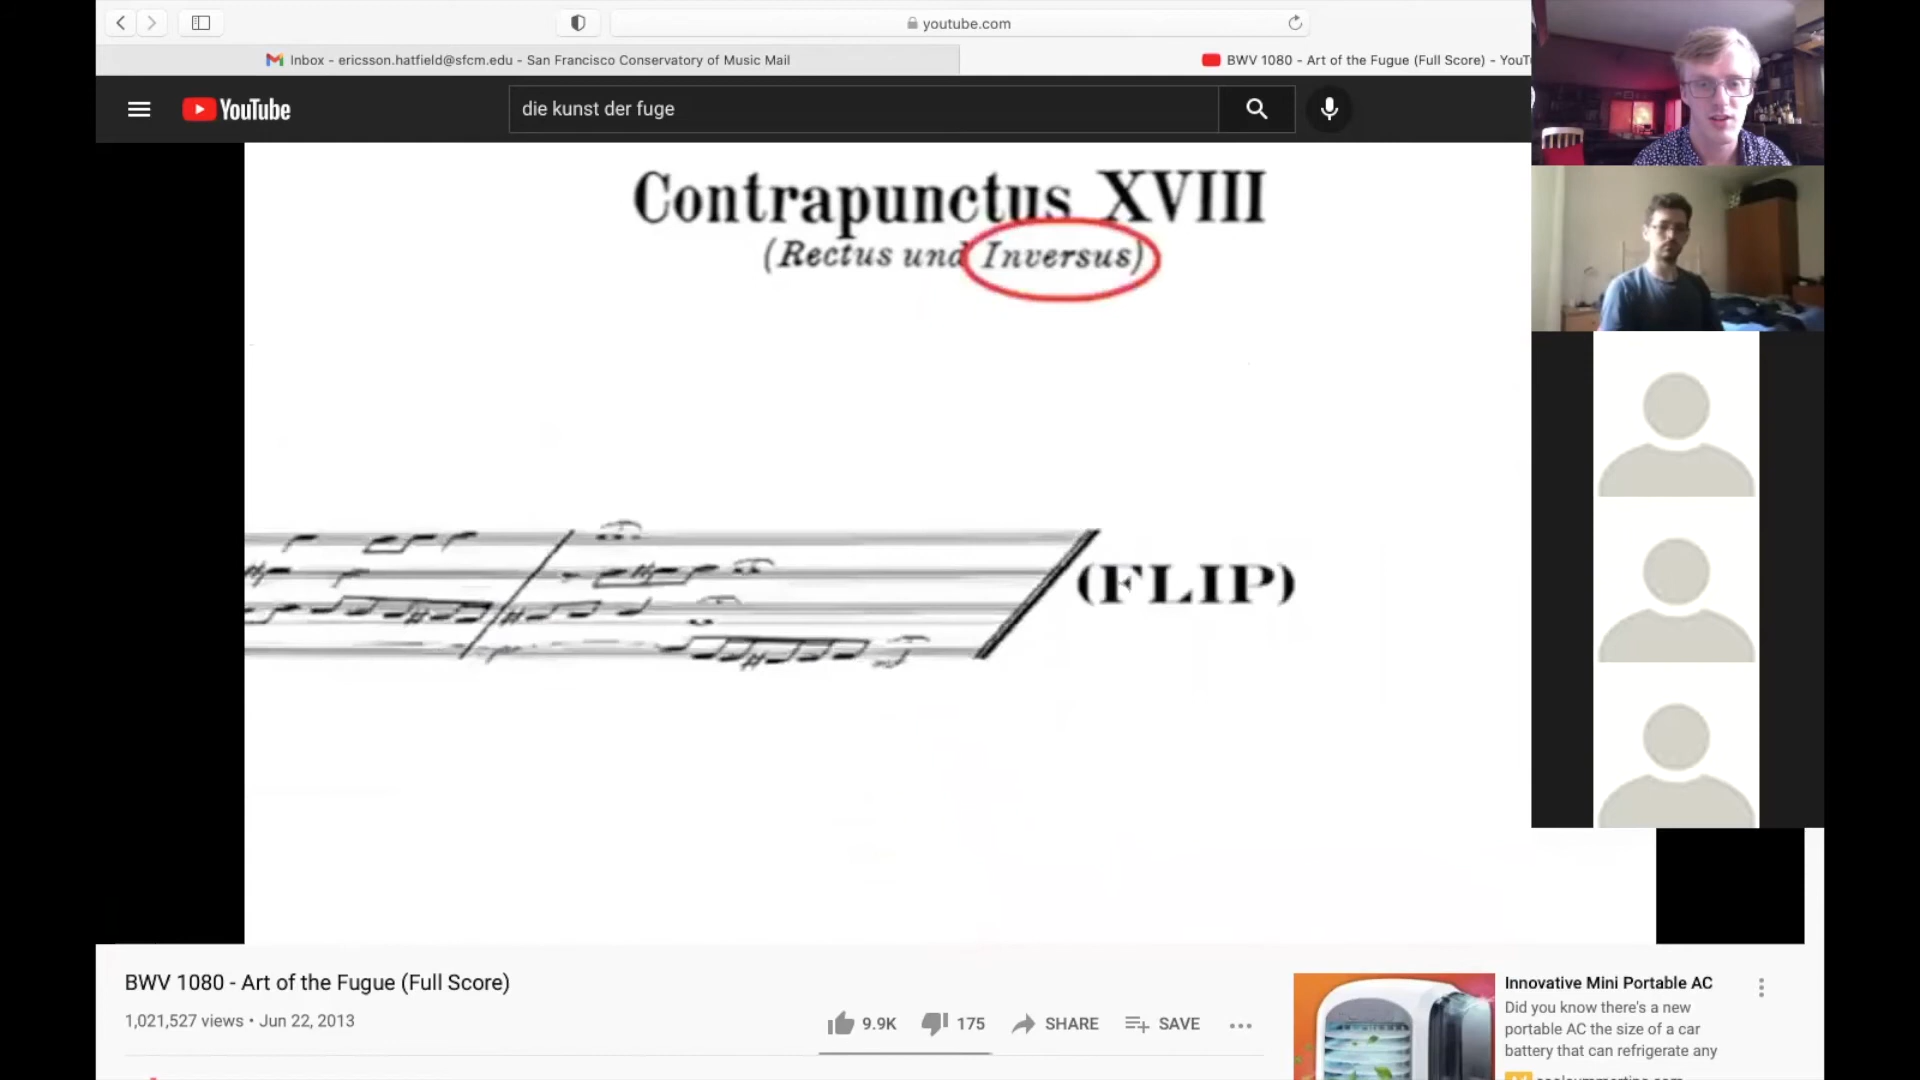 youtube.com
Inbox - ericsson.hatfield@sfcm.edu - San Francisco Conservatory of Music Mail
BWV 1080 - Art of the Fugue (Full Score) - YouT
YouTube
die kunst der fuge
Contrapunctus XVIII
(Rectus und Inversus)
(FLIP)
BWV 1080 - Art of the Fugue (Full Score)
1,021,527 views • Jun 22, 2013
9.9K
175
SHARE
SAVE
Innovative Mini Portable AC
Did you know there's a new
portable AC the size of a car
battery that can refrigerate any